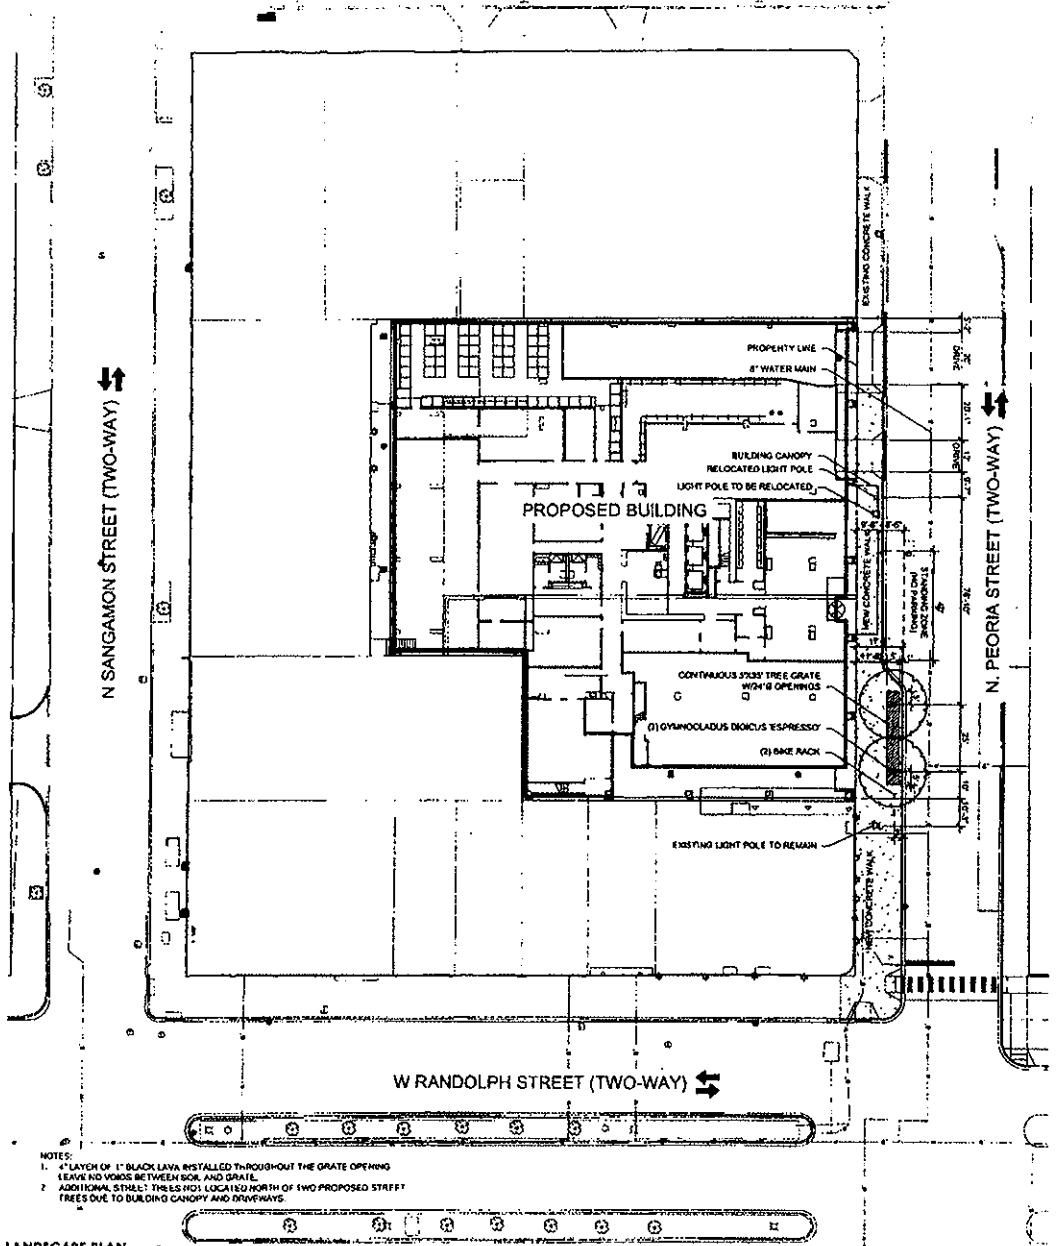 EXISTING CONCRETE WALK
PROPERTY LINE
8" WATER MAIN
DRIVE
DRIVE
BUILDING CANOPY
RELOCATED LIGHT POLE
LIGHT POLE TO BE RELOCATED
PROPOSED BUILDING
N SANGAMON STREET (TWO-WAY)
N. PEORIA STREET (TWO-WAY)
NEW CONCRETE WALK
STANDING ZONE
(NO PARKING)
CONTINUOUS 5'X35' TREE GRATE
OPENINGS
GYMNOCLADUS DIOICUS 'ESPRESSO'
(2) BIKE RACK
EXISTING LIGHT POLE TO REMAIN
NEW CONCRETE WALK
W RANDOLPH STREET (TWO-WAY)
NOTES:
1. 4" LAYER OF 1" BLACK LAVA INSTALLED THROUGHOUT THE GRATE OPENING
LEAVE NO VOIDS BETWEEN SOIL AND GRATE.
2 ADDITIONAL STREET TREES NOT LOCATED NORTH OF TWO PROPOSED STREET
TREES DUE TO BUILDING CANOPY AND DRIVEWAYS.
LANDSCAPE PLAN